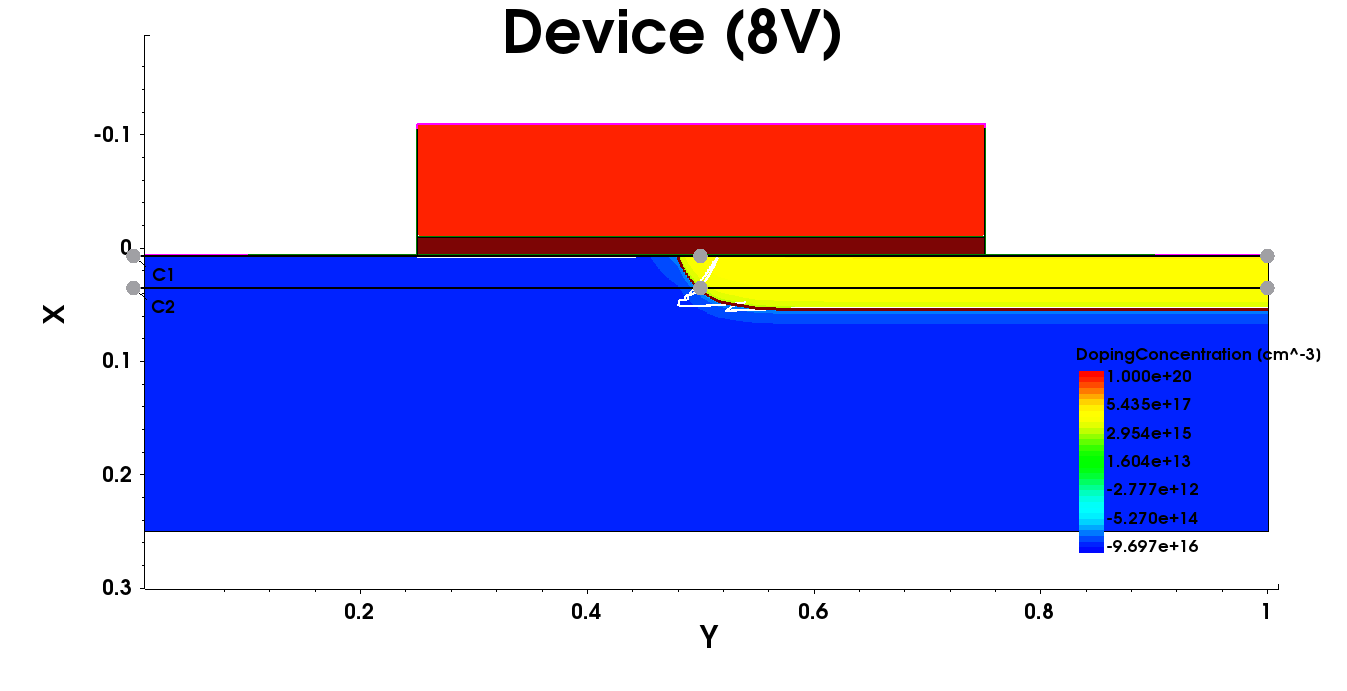 Device (8V)
-0.1
0
C1
C2
X
0.1
DopingConcentration (cm^-3)
1.000e+20
5.435e+17
2.954e+15
1.604e+13
-2.777e+12
-5.270e+14
-9.697e+16
0.2
0.3
0.2
0.4
0.6
0.8
1
Y